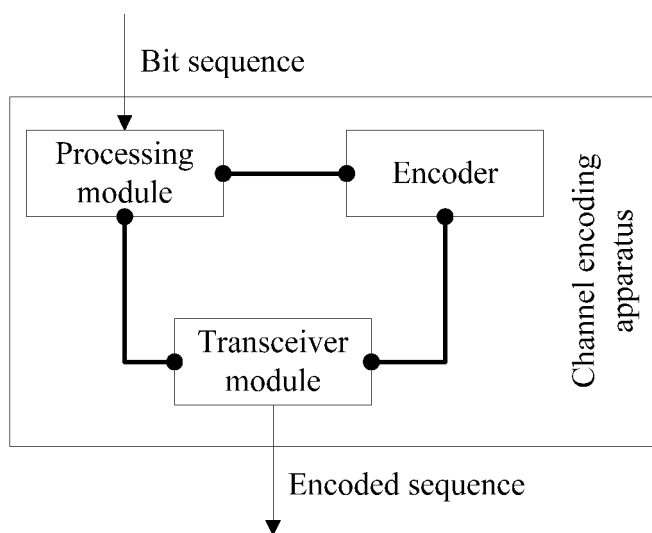 Bit sequence
Processing
module
Encoder
Transceiver
module
Channel encoding
apparatus
Encoded sequence